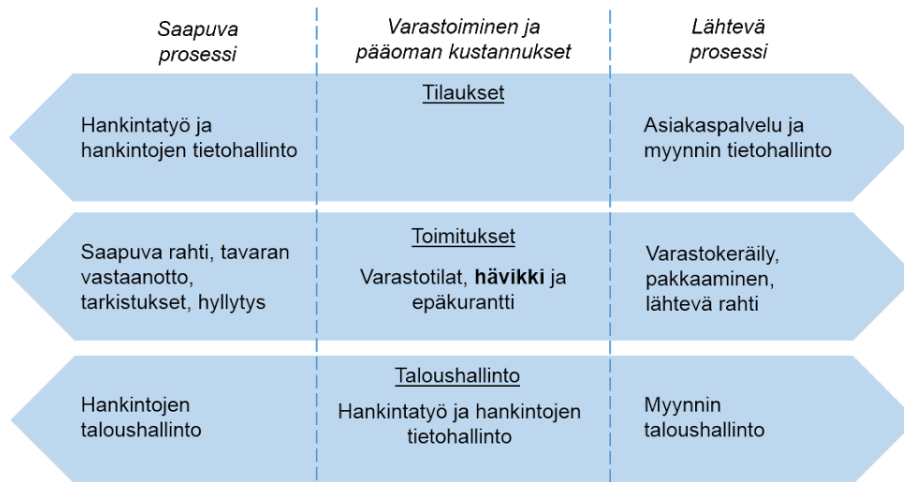 Saapuva
prosessi
Varastoiminen ja
pääoman kustannukset
Lähtevä
prosessi
Tilaukset
Hankintatyö ja
hankintojen tietohallinto
Asiakaspalvelu ja
myynnin tietohallinto
Toimitukset
Saapuva rahti, tavaran
vastaanotto,
tarkistukset, hyllytys
Varastotilat, hävikki ja
epäkurantti
Varastokeräily,
pakkaaminen,
lähtevä rahti
Taloushallinto
Hankintojen
taloushallinto
Hankintatyö ja hankintojen
tietohallinto
Myynnin
taloushallinto